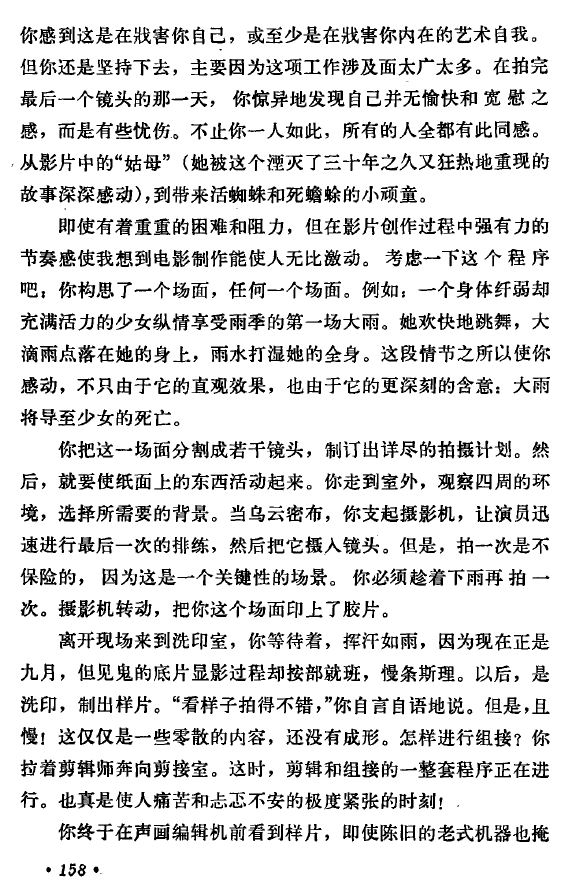 你感到这是在戕害你自己，或至少是在戕害你内在的艺术自我。
但你还是坚持下去，主要因为这项工作涉及面太广太多。在拍完
最后一个镜头的那一天，你惊异地发现自己并无愉快和宽慰之
感，而是有些忧伤。不止你一人如此，所有的人全都有此同感。
从影片中的“姑母”（她被这个湮灭了三十年之久又狂热地重现的
故事深深感动），到带来活蜘蛛和死蟾蜍的小顽童。
即使有着重重的困难和阻力，但在影片创作过程中强有力的
节奏感使我想到电影制作能使人无比激动。考虑一下这个程序
吧：你构思了一个场面，任何一个场面。例如：一个身体纤弱却
充满活力的少女纵情享受雨季的第一场大雨。她欢快地跳舞，大
滴雨点落在她的身上，雨水打湿她的全身。这段情节之所以使你
感动，不只由于它的直观效果，也由于它的更深刻的含意：大雨
将导至少女的死亡。
你把这一场面分割成若干镜头，制订出详尽的拍摄计划。然
后，就要使纸面上的东西活动起来。你走到室外，观察四周的环
境，选择所需要的背景。当乌云密布，你支起摄影机，让演员迅
速进行最后一次的排练，然后把它摄入镜头。但是，拍一次是不
保险的，因为这是一个关键性的场景。你必须趁着下雨再拍一
次。摄影机转动，把你这个场面印上了胶片。
离开现场来到洗印室，你等待着，挥汗如雨，因为现在正是
九月，但见鬼的底片显影过程却按部就班，慢条斯理。以后，是
洗印，制出样片。“看样子拍得不错，”你自言自语地说。但是，且
慢！这仅仅是一些零散的内容，还没有成形。怎样进行组接？你
拉着剪辑师奔向剪接室。这时，剪辑和组接的一整套程序正在进
行。也真是使人痛苦和忐忑不安的极度紧张的时刻！
你终于在声画编辑机前看到样片，即使陈旧的老式机器也掩
·158·